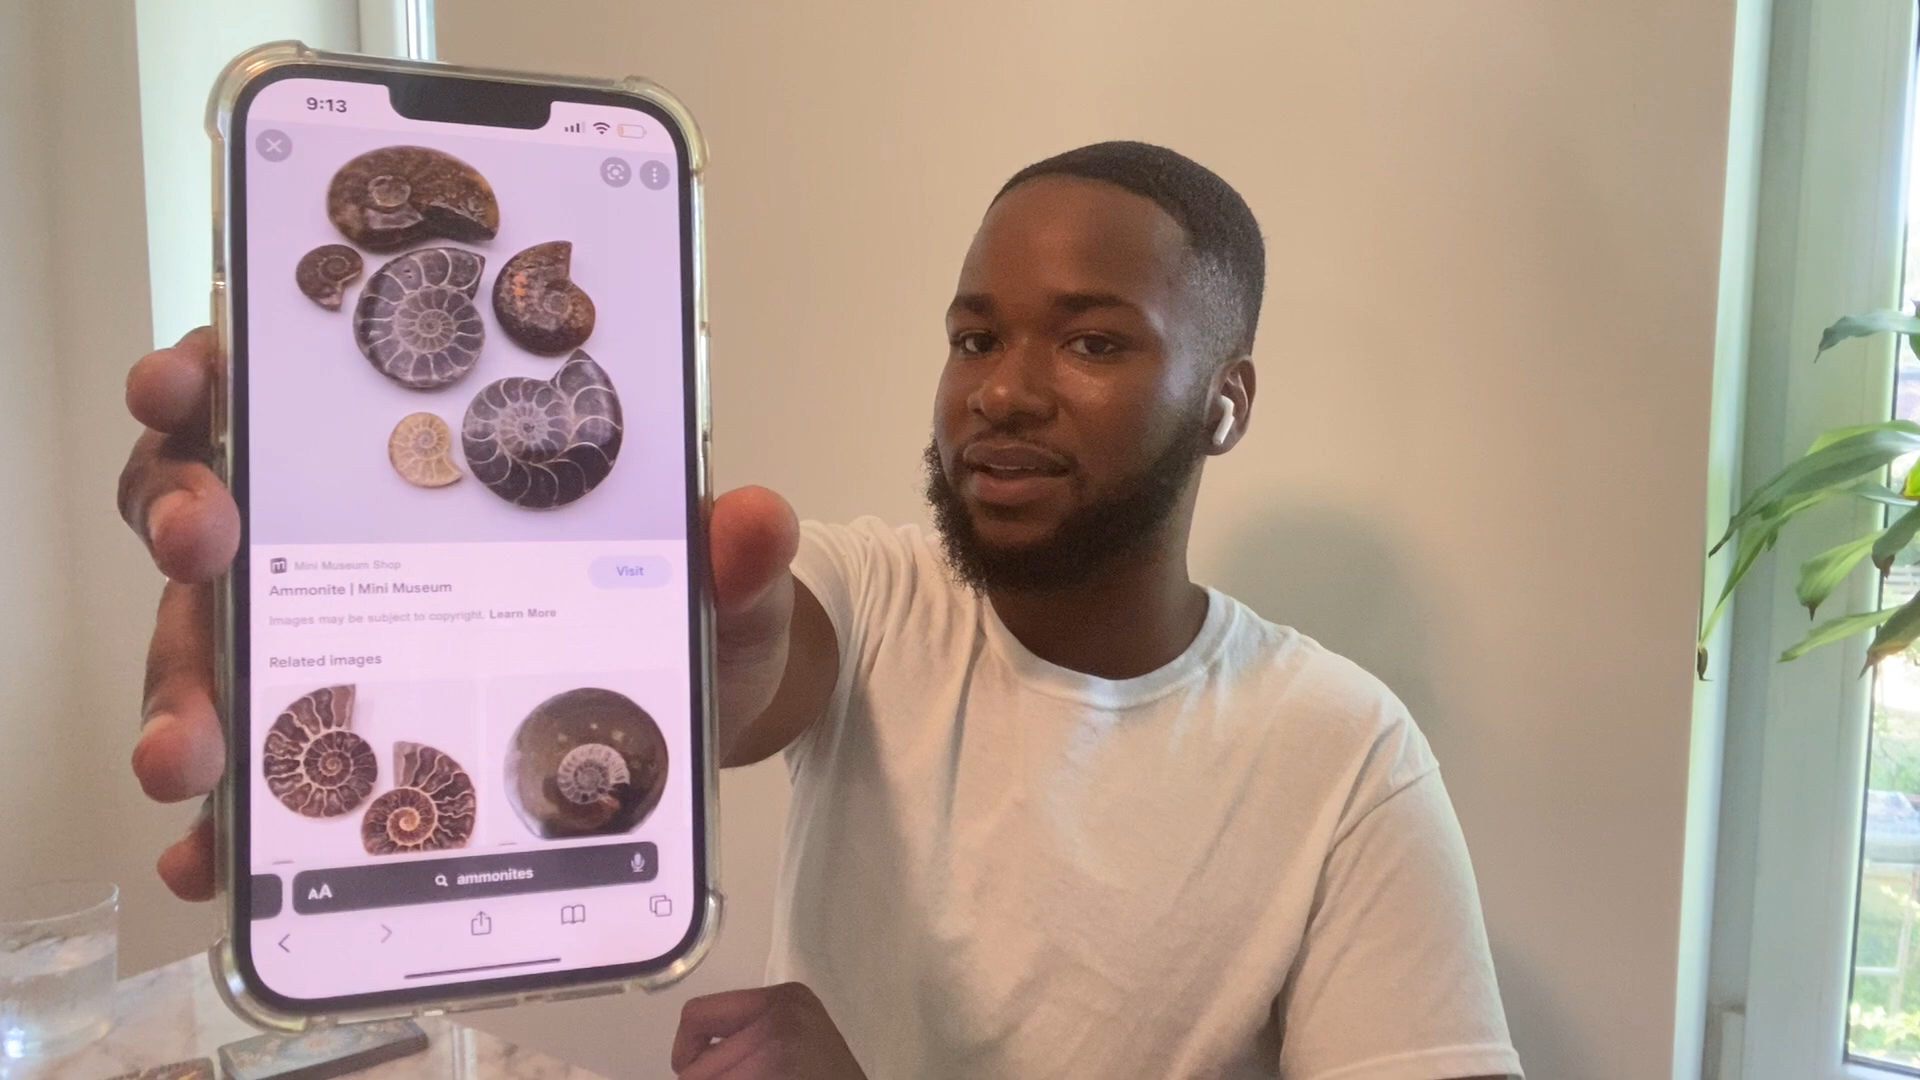 9:13
Mini Museum Shop
Ammonite | Mini Museum
Visit
Images may be subject to copyright. Learn More
Related images
AA
ammonites